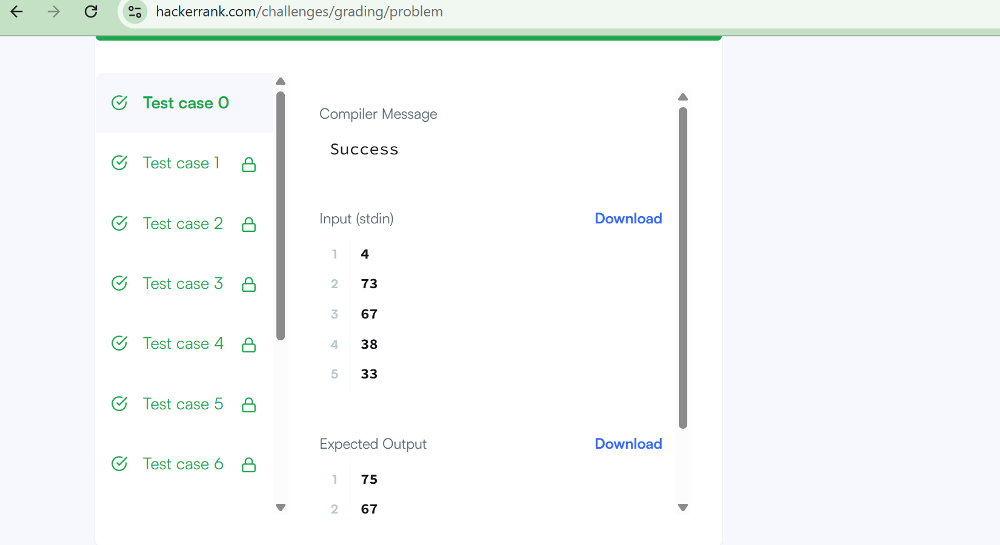 hackerrank.com/challenges/grading/problem
Test case 0
Test case 1
Test case 2
Test case 3
Test case 4
Test case 5
Test case 6
Compiler Message
Success
Input (stdin)
Download
1 4
2 73
3 67
4 38
5 33
Expected Output
Download
1 75
2 67